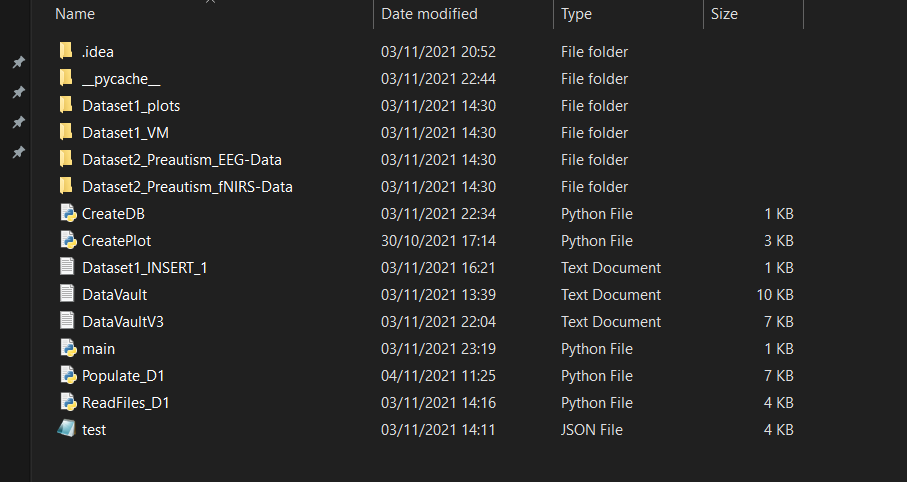 Name Date modified Type Size
.idea 03/11/2021 20:52 File folder
__pycache__ 03/11/2021 22:44 File folder
Dataset1_plots 03/11/2021 14:30 File folder
Dataset1_VM 03/11/2021 14:30 File folder
Dataset2_Preautism_EEG-Data 03/11/2021 14:30 File folder
Dataset2_Preautism_fNIRS-Data 03/11/2021 14:30 File folder
CreateDB 03/11/2021 22:34 Python File 1 KB
CreatePlot 30/10/2021 17:14 Python File 3 KB
Dataset1_INSERT_1 03/11/2021 16:21 Text Document 1 KB
DataVault 03/11/2021 13:39 Text Document 10 KB
DataVaultV3 03/11/2021 22:04 Text Document 7 KB
main 03/11/2021 23:19 Python File 1 KB
Populate_D1 04/11/2021 11:25 Python File 7 KB
ReadFiles_D1 03/11/2021 14:16 Python File 4 KB
test 03/11/2021 14:11 JSON File 4 KB